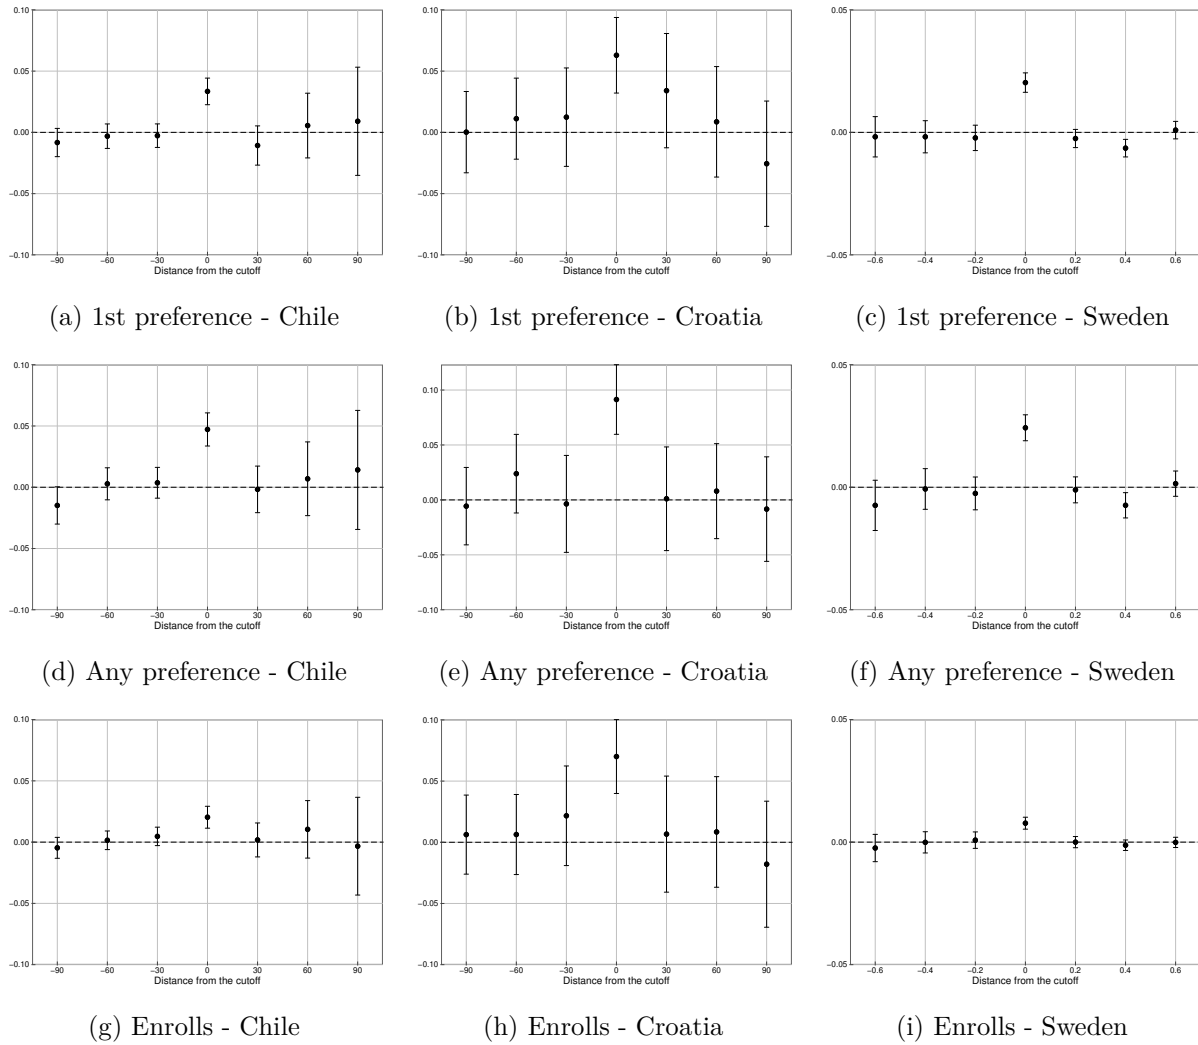 0.10 0.10 0.05
0.05 0.05
0.00 0.00 0.00
−0.05 −0.05
−0.10 −0.10 −0.05
−90 −60 −30 0 30 60 90 −90 −60 −30 0 30 60 90 −0.6 −0.4 −0.2 0 0.2 0.4 0.6
Distance from the cutoff Distance from the cutoff Distance from the cutoff
(a) 1st preference - Chile (b) 1st preference - Croatia (c) 1st preference - Sweden
0.10 0.05
0.10
0.05 0.05
0.00 0.00 0.00
−0.05 −0.05
−0.10 −0.10 −0.05
−90 −60 −30 0 30 60 90 −90 −60 −30 0 30 60 90 −0.6 −0.4 −0.2 0 0.2 0.4 0.6
Distance from the cutoff Distance from the cutoff Distance from the cutoff
(d) Any preference - Chile (e) Any preference - Croatia (f) Any preference - Sweden
0.10 0.10 0.05
0.05 0.05
0.00 0.00 0.00
−0.05 −0.05
−0.10 −0.10 −0.05
−90 −60 −30 0 30 60 90 −90 −60 −30 0 30 60 90 −0.6 −0.4 −0.2 0 0.2 0.4 0.6
Distance from the cutoff Distance from the cutoff Distance from the cutoff
(g) Enrolls - Chile (h) Enrolls - Croatia (i) Enrolls - Sweden